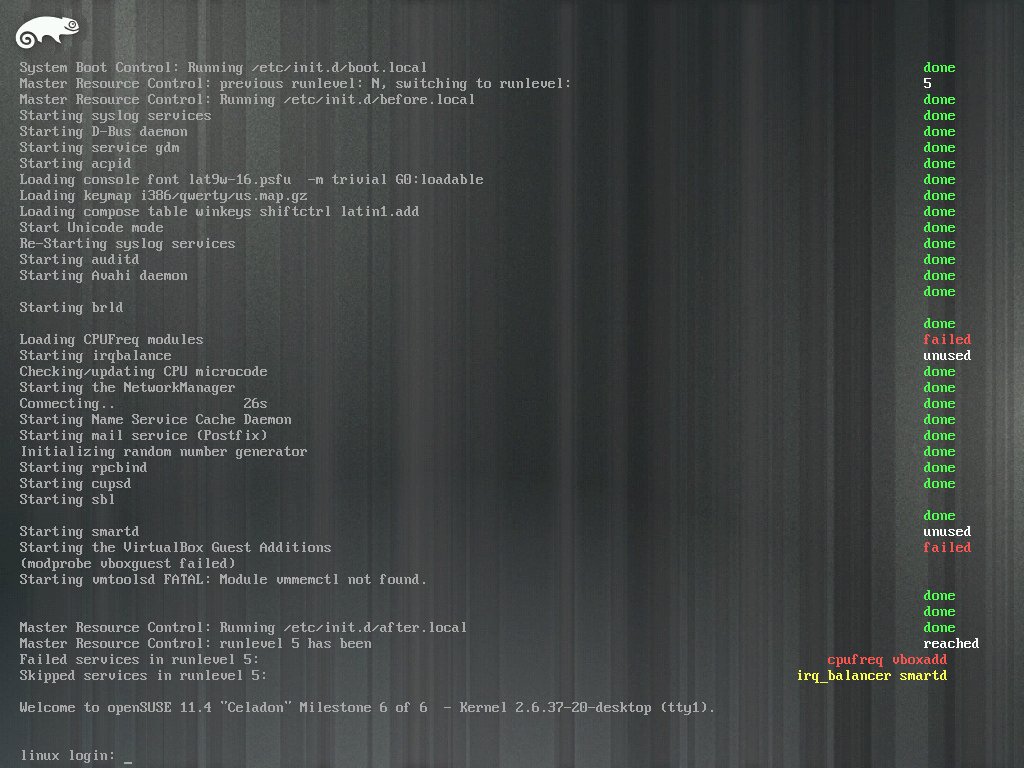 System Boot Control: Running /etc/init.d/boot.local done
Master Resource Control: previous runlevel: N, switching to runlevel: 5
Master Resource Control: Running /etc/init.d/before.local done
Starting syslog services done
Starting D-Bus daemon done
Starting service gdm done
Starting acpid done
Loading console font lat9w-16.psfu  -m trivial G0:loadable done
Loading keymap i386/qwerty/us.map.gz done
Loading compose table winkeys shiftctrl latin1.add done
Start Unicode mode done
Re-Starting syslog services done
Starting auditd done
Starting Avahi daemon done
done
Starting brld
done
Loading CPUFreq modules failed
Starting irqbalance unused
Checking/updating CPU microcode done
Starting the NetworkManager done
Connecting.. 26s done
Starting Name Service Cache Daemon done
Starting mail service (Postfix) done
Initializing random number generator done
Starting rpcbind done
Starting cupsd done
Starting sbl
done
Starting smartd unused
Starting the VirtualBox Guest Additions failed
(modprobe vboxguest failed)
Starting vmtoolsd FATAL: Module vmmemctl not found.
done
done
Master Resource Control: Running /etc/init.d/after.local done
Master Resource Control: runlevel 5 has been reached
Failed services in runlevel 5: cpufreq vboxadd
Skipped services in runlevel 5: irq_balancer smartd
Welcome to openSUSE 11.4 "Celadon" Milestone 6 of 6  - Kernel 2.6.37-20-desktop (tty1).
linux login: _